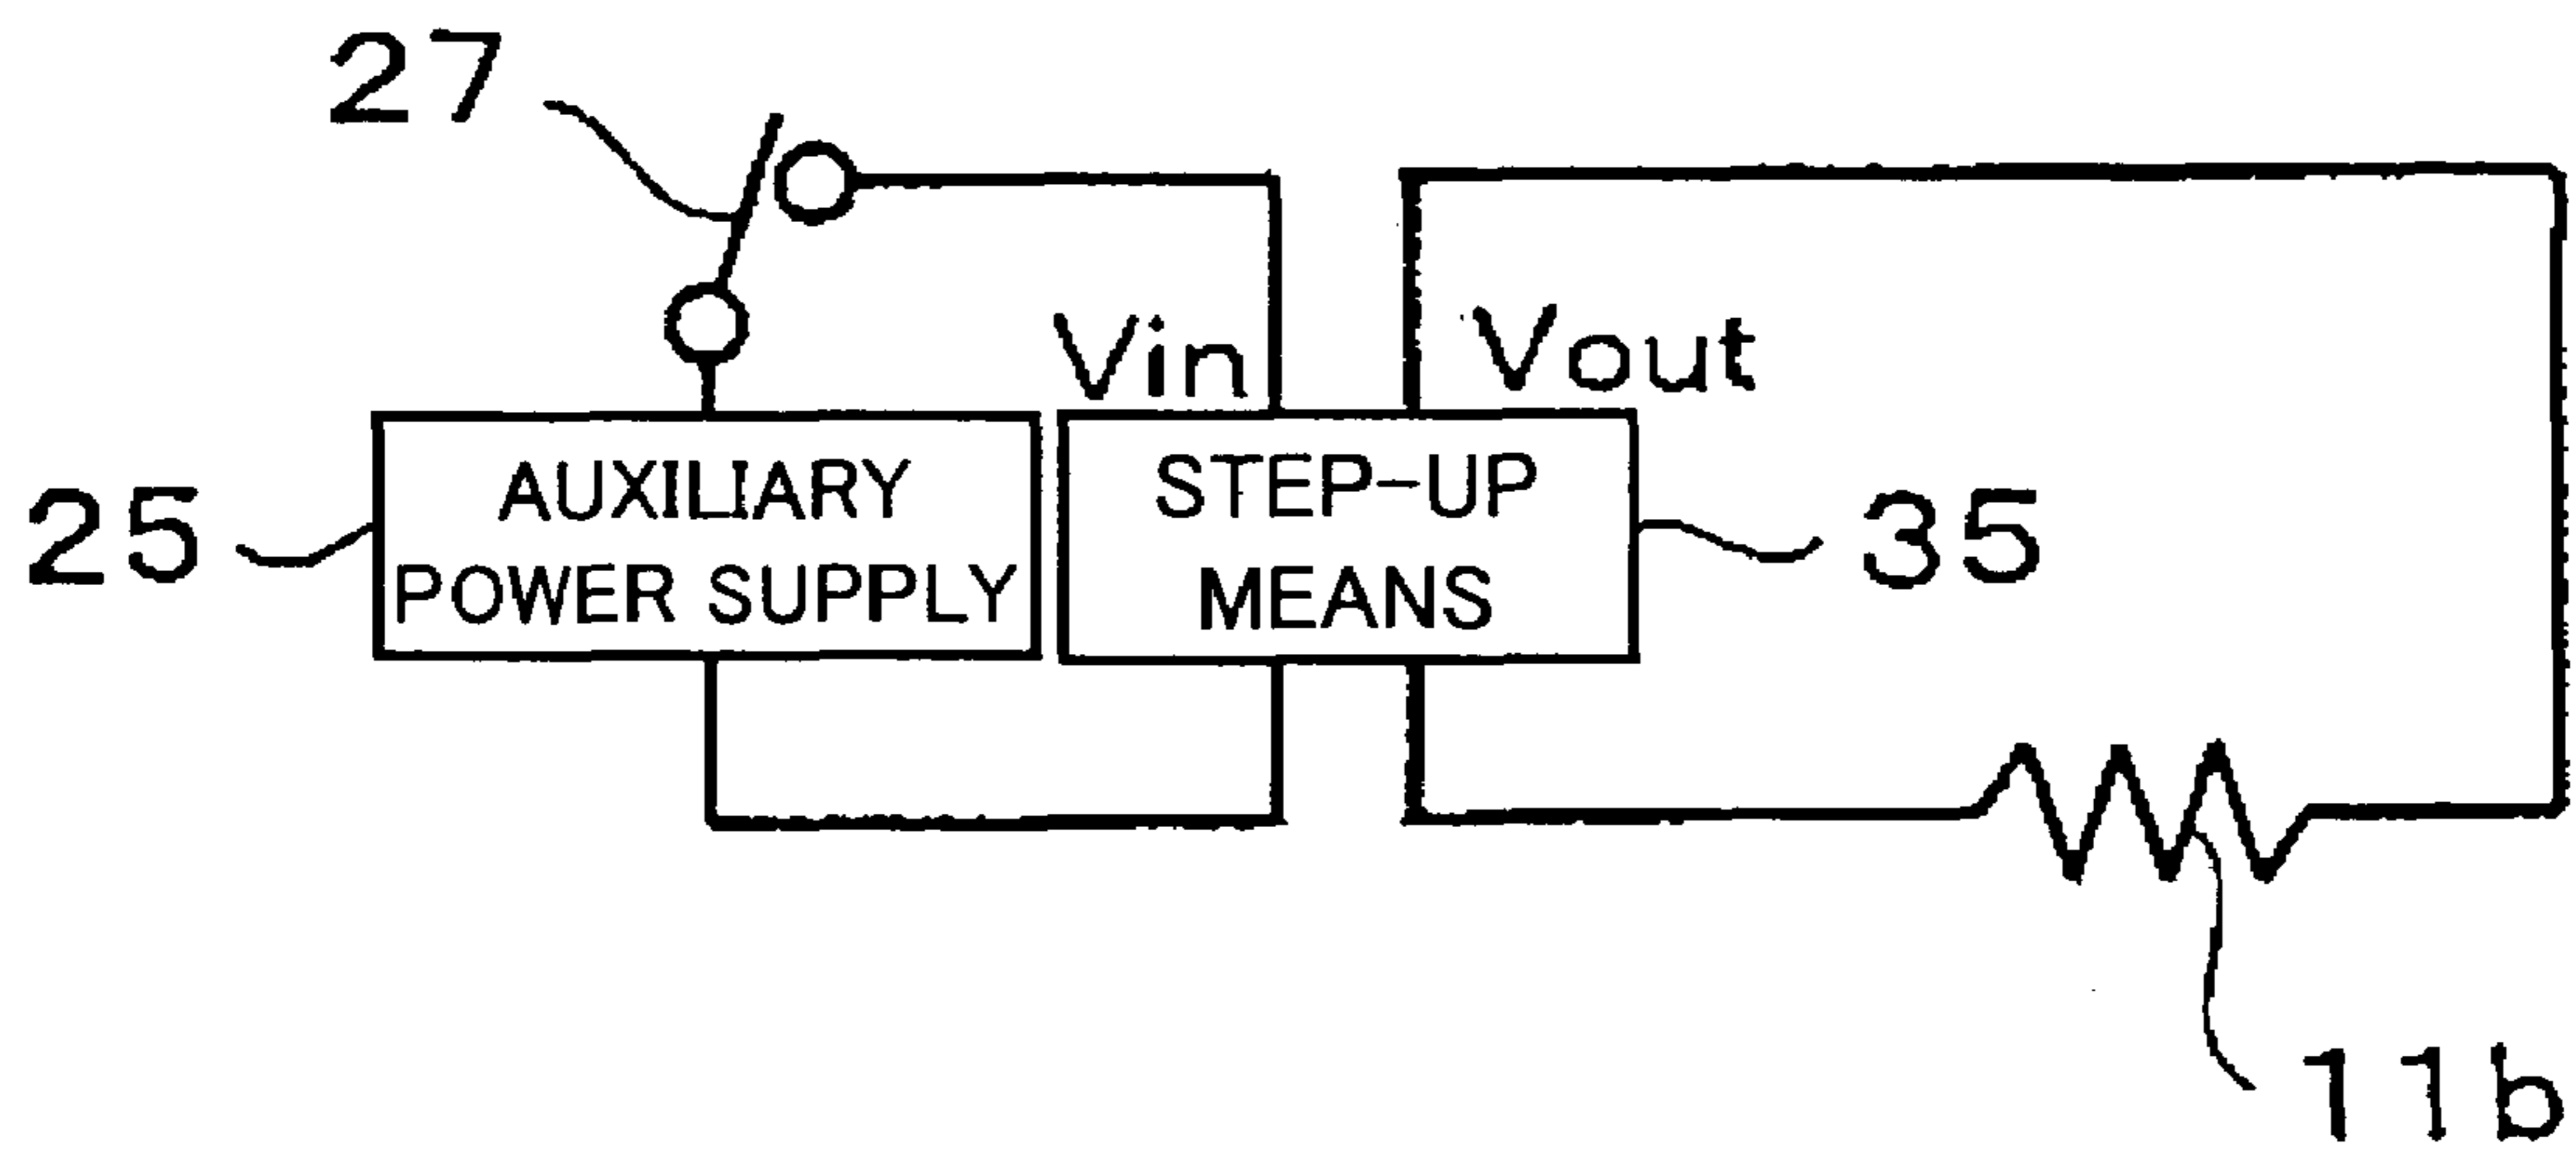 27
Vin
Vout
25
AUXILIARY
POWER SUPPLY
STEP-UP
MEANS
35
11b